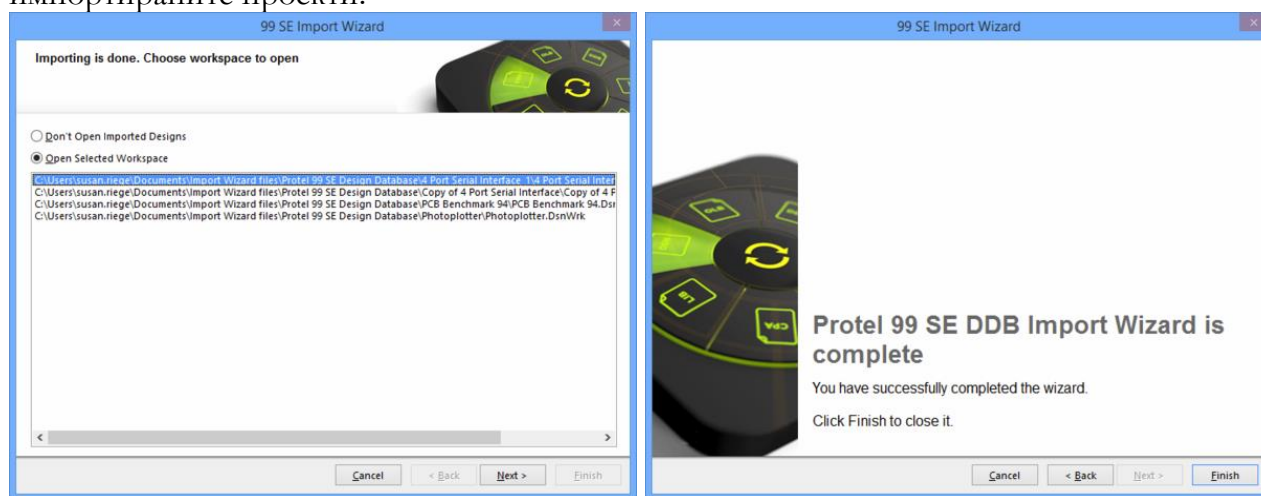 импортираните проекти.
99 SE Import Wizard
Importing is done. Choose workspace to open
Don't Open Imported Designs
Open Selected Workspace
C:\Users\susan.riege\Documents\Import Wizard files\Protel 99 SE Design Database\4 Port Serial Interface_1\4 Port Serial Inter
C:\Users\susan.riege\Documents\Import Wizard files\Protel 99 SE Design Database\Copy of 4 Port Serial Interface\Copy of 4 P
C:\Users\susan.riege\Documents\Import Wizard files\Protel 99 SE Design Database\PCB Benchmark 94\PCB Benchmark 94.Dsn
C:\Users\susan.riege\Documents\Import Wizard files\Protel 99 SE Design Database\Photoplotter\Photoplotter.DsnWrk
Cancel < Back Next > Finish
99 SE Import Wizard
OLB
LIB
CPA
Protel 99 SE DDB Import Wizard is
complete
You have successfully completed the wizard.
Click Finish to close it.
Cancel < Back Next > Finish